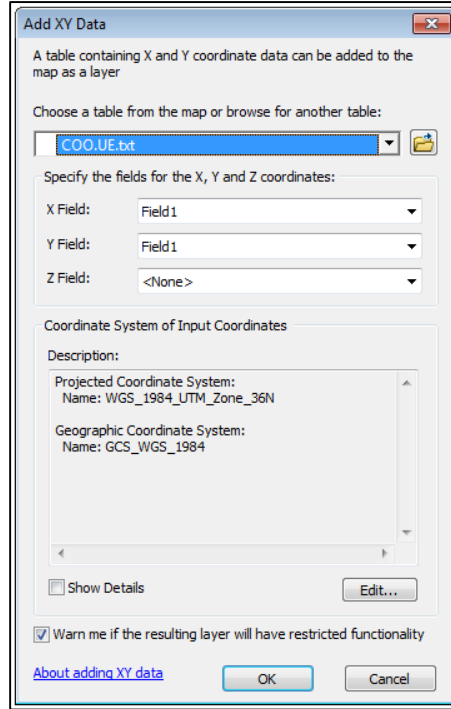 Add XY Data
A table containing X and Y coordinate data can be added to the
map as a layer
Choose a table from the map or browse for another table:
COO.UE.txt
Specify the fields for the X, Y and Z coordinates:
X Field: Field1
Y Field: Field1
Z Field: <None>
Coordinate System of Input Coordinates
Description:
Projected Coordinate System:
Name: WGS_1984_UTM_Zone_36N
Geographic Coordinate System:
Name: GCS_WGS_1984
Show Details Edit...
Warn me if the resulting layer will have restricted functionality
About adding XY data OK Cancel